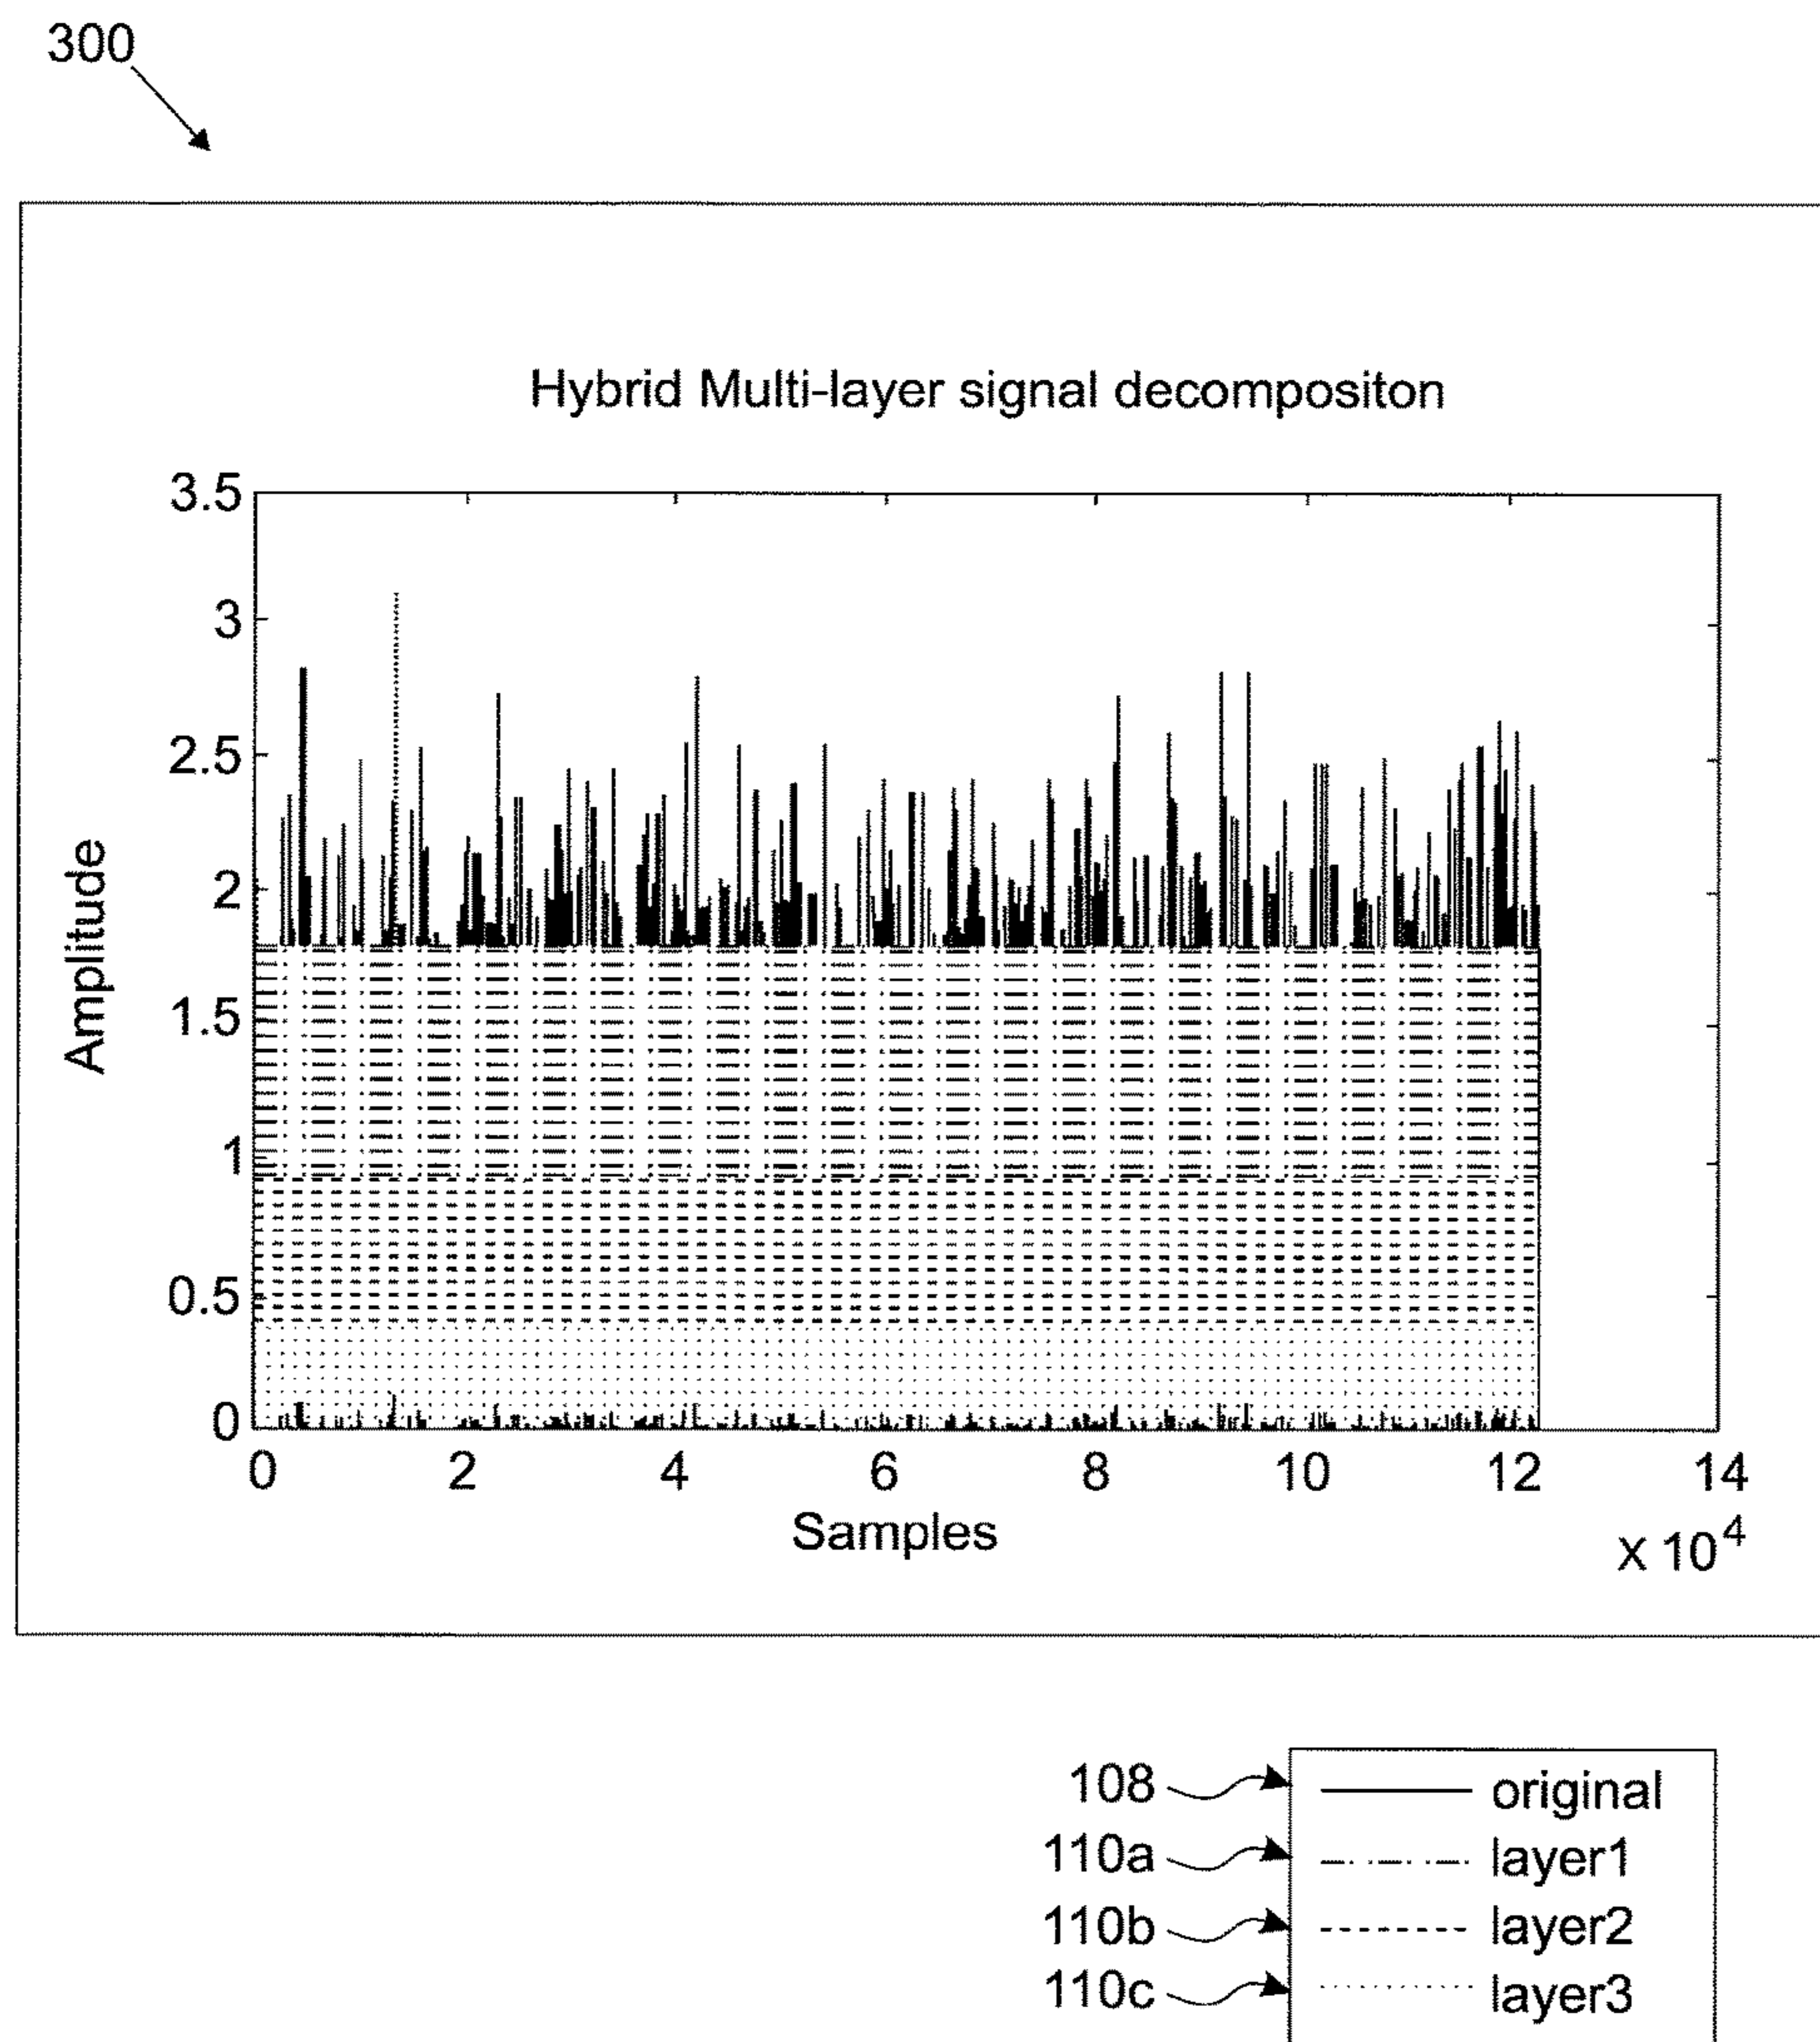 300
Hybrid Multi-layer signal decompositon
3.5
3
2.5
2
1.5
1
0.5
0
Amplitude
0 2 4 6 8 10 12 14
Samples
x 10^4
108 original
110a layer1
110b layer2
110c layer3